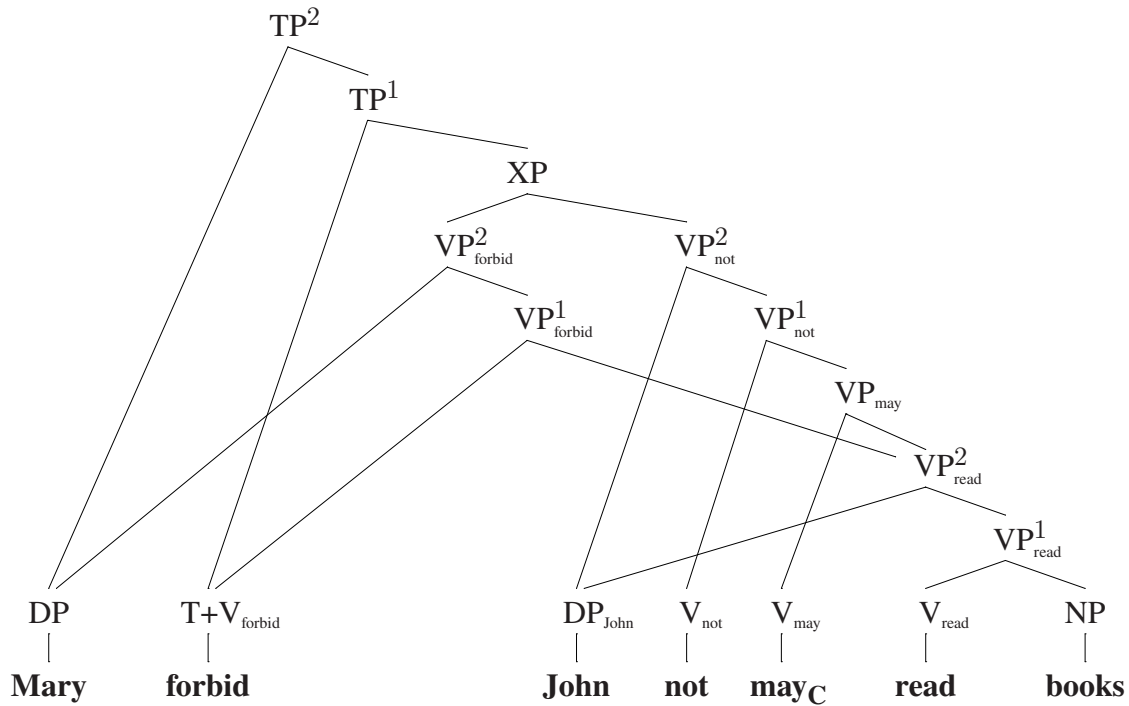 TP²
TP¹
XP
VP²forbid VP²not
VP¹forbid VP¹not
VPmay
VP²read
VP¹read
DP T+Vforbid DPJohn Vnot Vmay Vread NP
Mary forbid John not mayC read books